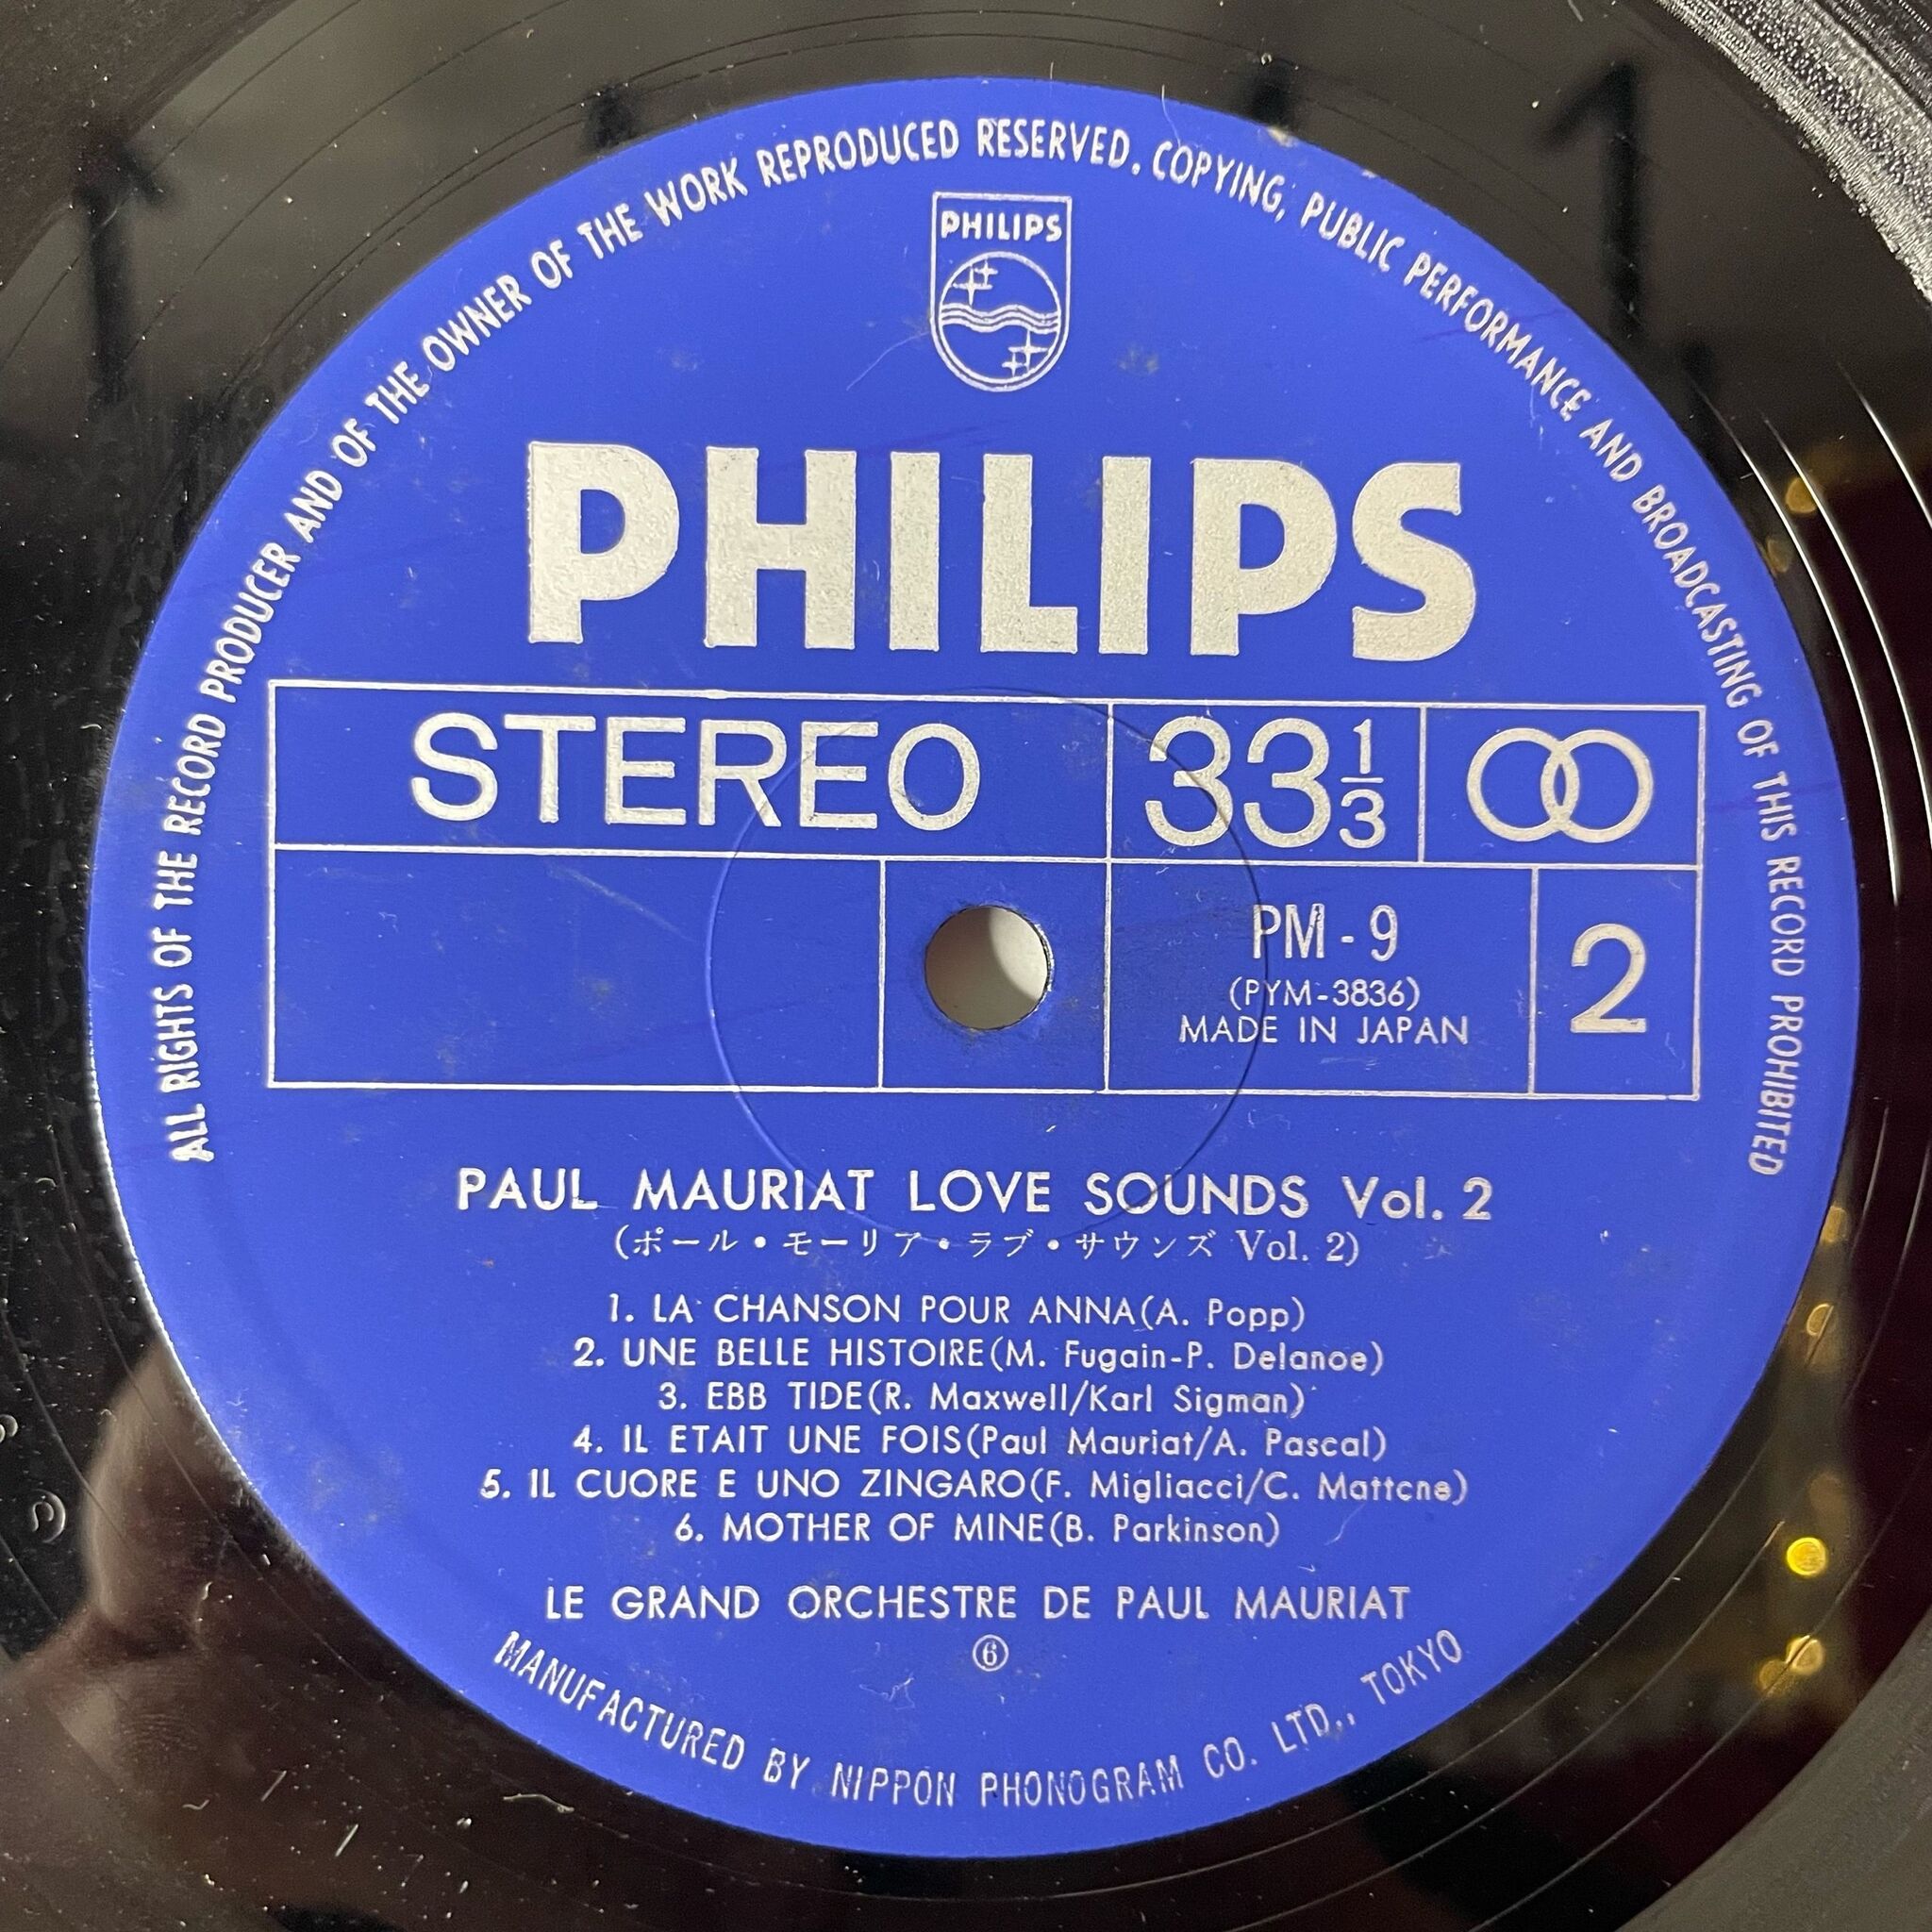 ALL RIGHTS OF THE RECORD PRODUCER AND OF THE OWNER OF THE WORK REPRODUCED RESERVED. COPYING, PUBLIC PERFORMANCE AND BROADCASTING OF THIS RECORD PROHIBITED
PHILIPS
PHILIPS
STEREO 33 1/3
PM-9
(PYM-3836)
MADE IN JAPAN
2
PAUL MAURIAT LOVE SOUNDS Vol. 2
(ポール・モーリア・ラブ・サウンズ Vol. 2)
1. LA CHANSON POUR ANNA(A. Popp)
2. UNE BELLE HISTOIRE(M. Fugain-P. Delanoe)
3. EBB TIDE(R. Maxwell/Karl Sigman)
4. IL ETAIT UNE FOIS(Paul Mauriat/A. Pascal)
5. IL CUORE E UNO ZINGARO(F. Migliacci/C. Mattcne)
6. MOTHER OF MINE(B. Parkinson)
LE GRAND ORCHESTRE DE PAUL MAURIAT
⑥
MANUFACTURED BY NIPPON PHONOGRAM CO. LTD., TOKYO